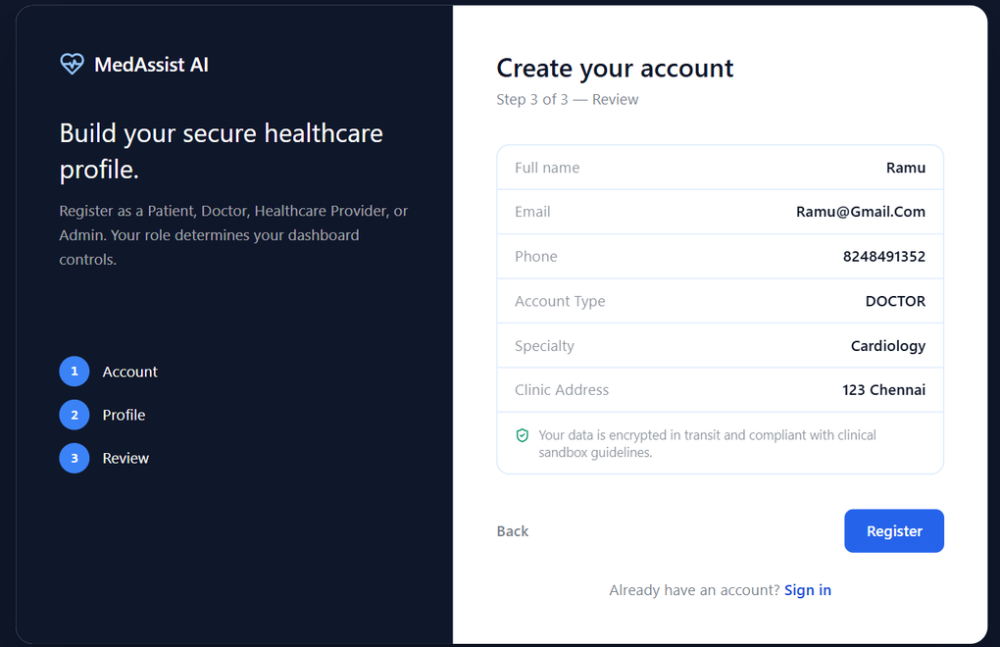 MedAssist AI
Build your secure healthcare
profile.
Register as a Patient, Doctor, Healthcare Provider, or
Admin. Your role determines your dashboard
controls.
1 Account
2 Profile
3 Review
Create your account
Step 3 of 3 — Review
Full name Ramu
Email Ramu@Gmail.Com
Phone 8248491352
Account Type DOCTOR
Specialty Cardiology
Clinic Address 123 Chennai
Your data is encrypted in transit and compliant with clinical
sandbox guidelines.
Back Register
Already have an account? Sign in